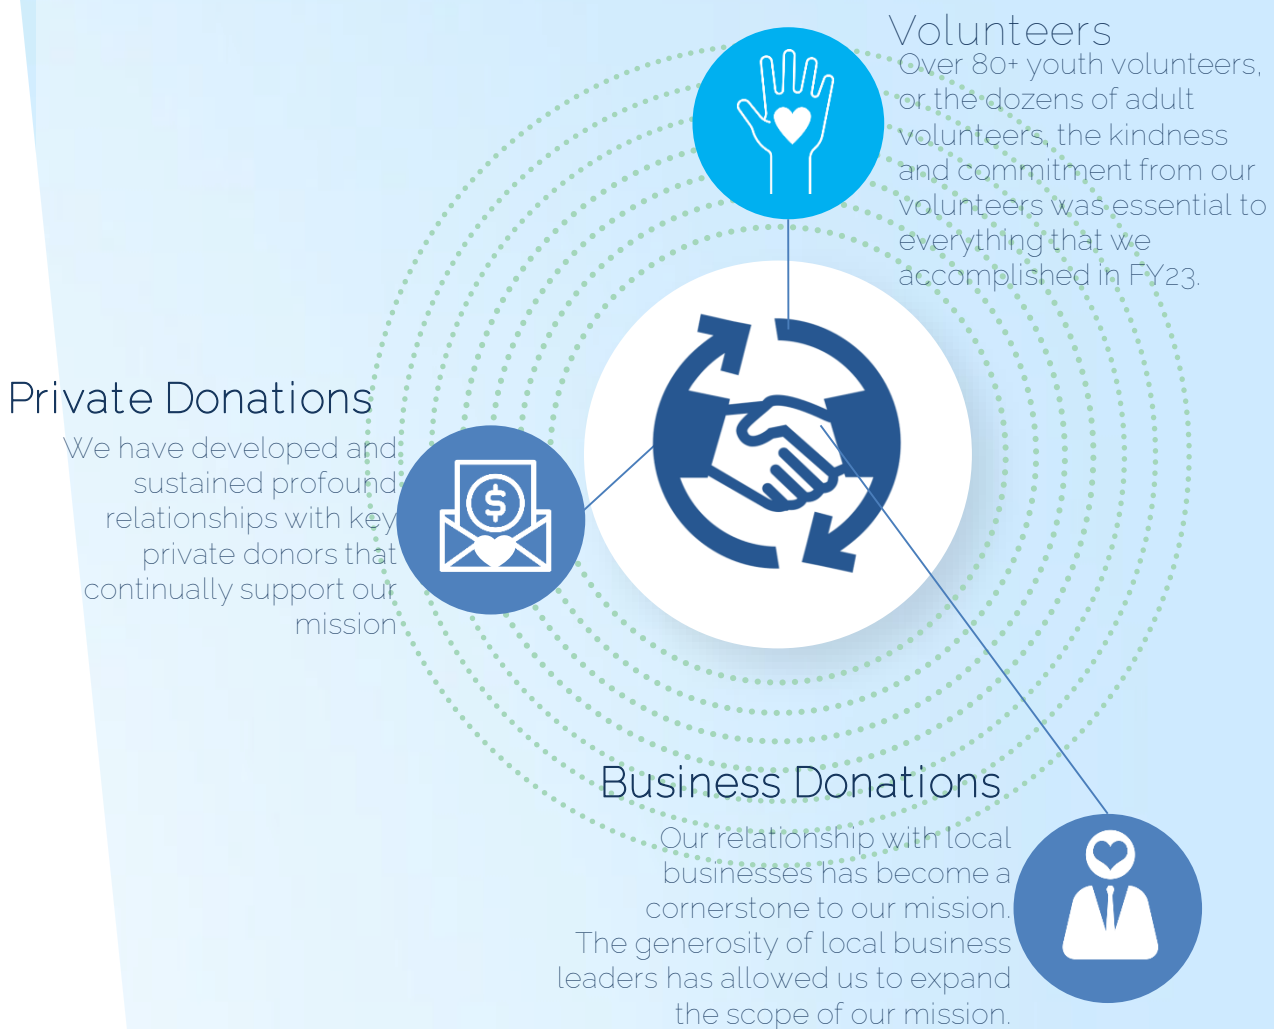 Volunteers
Over 80+ youth volunteers,
or the dozens of adult
volunteers, the kindness
and commitment from our
volunteers was essential to
everything that we
accomplished in FY23.
Private Donations
We have developed and
sustained profound
relationships with key
private donors that
continually support our
mission
$
Business Donations
Our relationship with local
businesses has become a
cornerstone to our mission.
The generosity of local business
leaders has allowed us to expand
the scope of our mission.